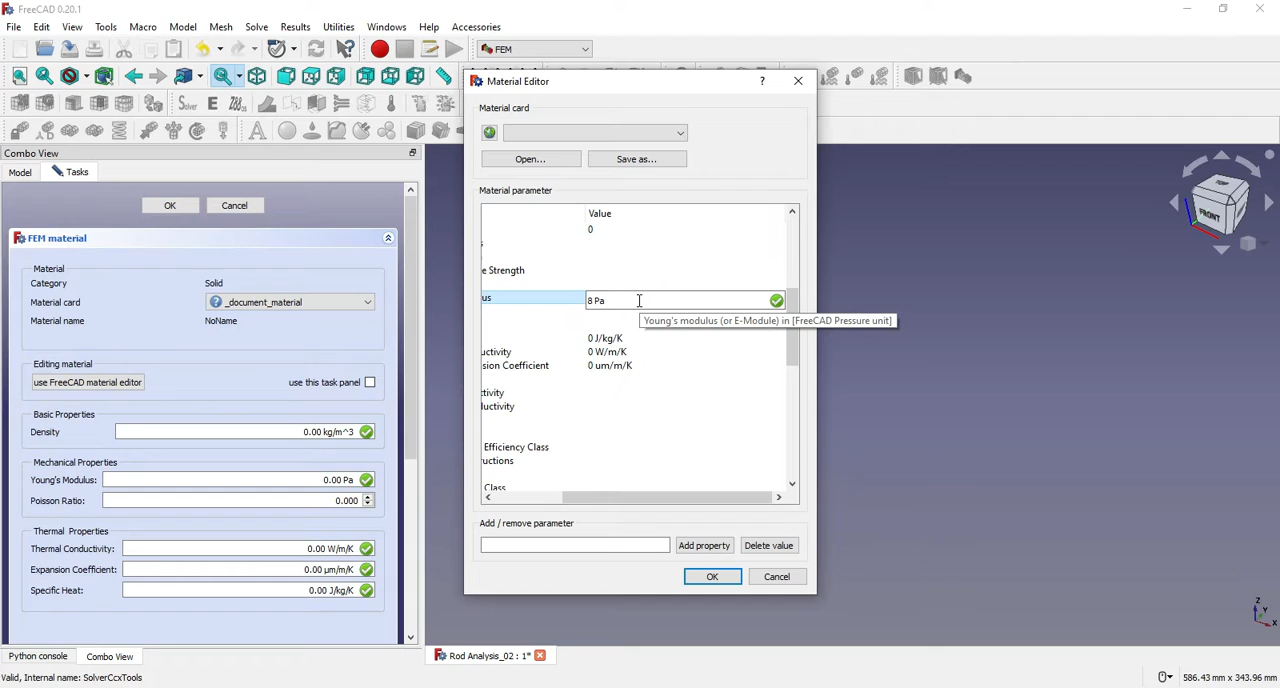 FreeCAD 0.20.1
File Edit View Tools Macro Model Mesh Solve Results Utilities Windows Help Accessories
FEM
Combo View
Model Tasks
OK Cancel
FEM material
Material
Category Solid
Material card _document_material
Material name NoName
Editing material
use FreeCAD material editor use this task panel
Basic Properties
Density 0.00 kg/m^3
Mechanical Properties
Young's Modulus: 0.00 Pa
Poisson Ratio: 0.000
Thermal Properties
Thermal Conductivity: 0.00 W/m/K
Expansion Coefficient: 0.00 µm/m/K
Specific Heat: 0.00 J/kg/K
Python console Combo View
Valid, Internal name: SolverCcxTools
Material Editor
?
Material card
Open... Save as...
Material parameter
Value
s 0
e Strength
us 8 Pa
Young's modulus (or E-Module) in [FreeCAD Pressure unit]
0 J/kg/K
uctivity 0 W/m/K
sion Coefficient 0 um/m/K
ctivity
ductivity
Efficiency Class
ructions
Class
Add / remove parameter
Add property Delete value
OK Cancel
FRONT
Z
Y
X
Rod Analysis_02 : 1*
586.43 mm x 343.96 mm